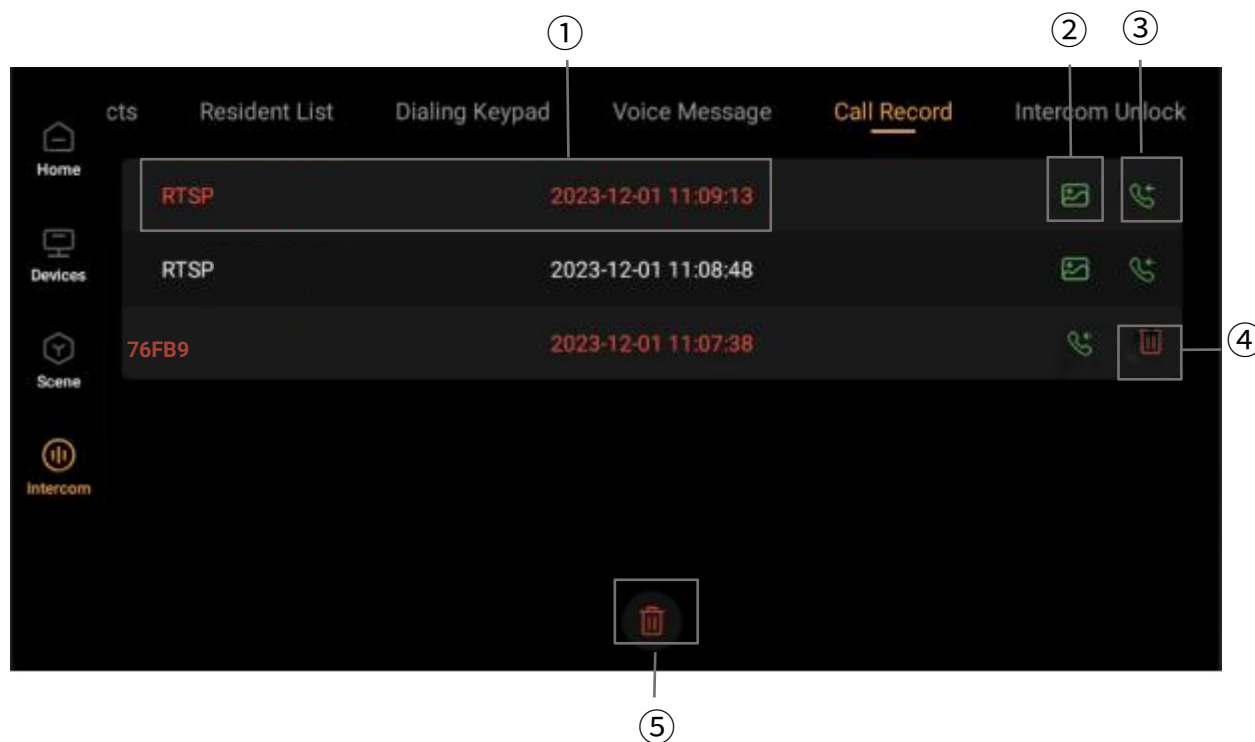 ① ② ③
cts Resident List Dialing Keypad Voice Message Call Record Intercom Unlock
Home
RTSP 2023-12-01 11:09:13
Devices
RTSP 2023-12-01 11:08:48
76FB9 2023-12-01 11:07:38
④
Scene
Intercom
⑤